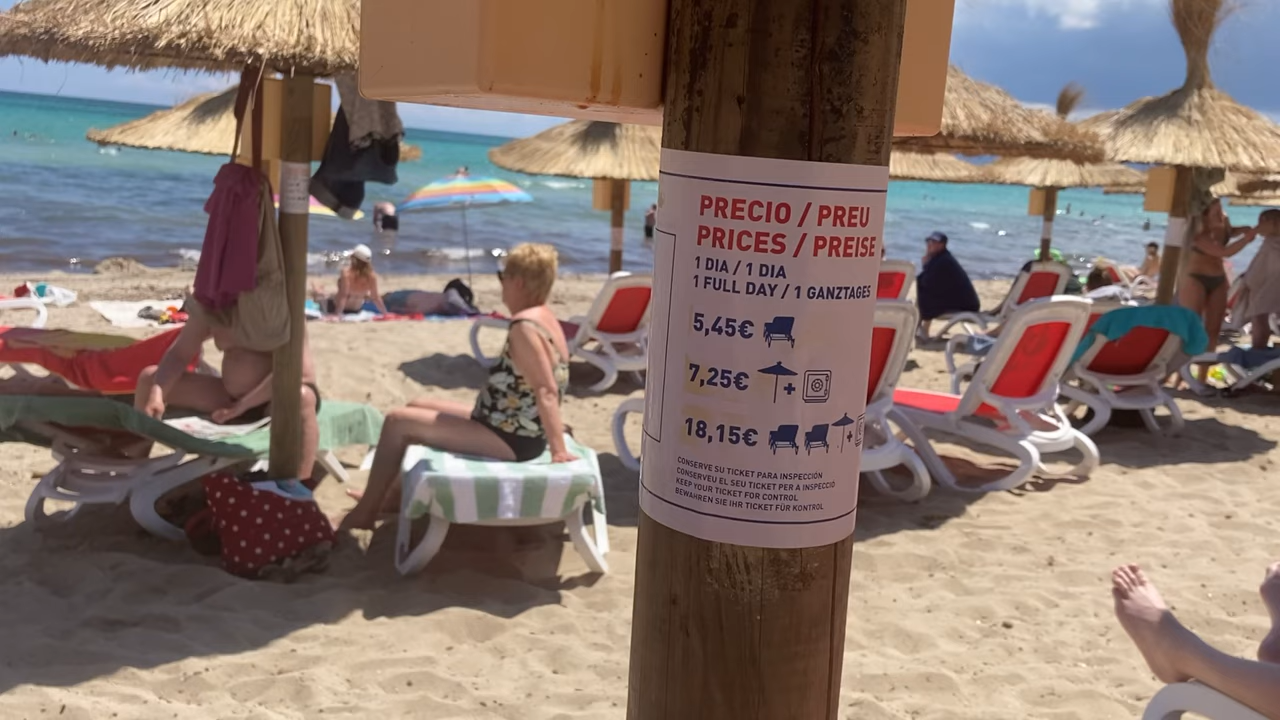 PRECIO / PREU
PRICES / PREISE
1 DIA / 1 DIA
1 FULL DAY / 1 GANZTAGES
5,45€
7,25€ +
18,15€ +
CONSERVE SU TICKET PARA INSPECCIÓN
CONSERVEU EL SEU TICKET PER A INSPECCIO
KEEP YOUR TICKET FOR CONTROL
BEWAHREN SIE IHR TICKET FÜR KONTROL